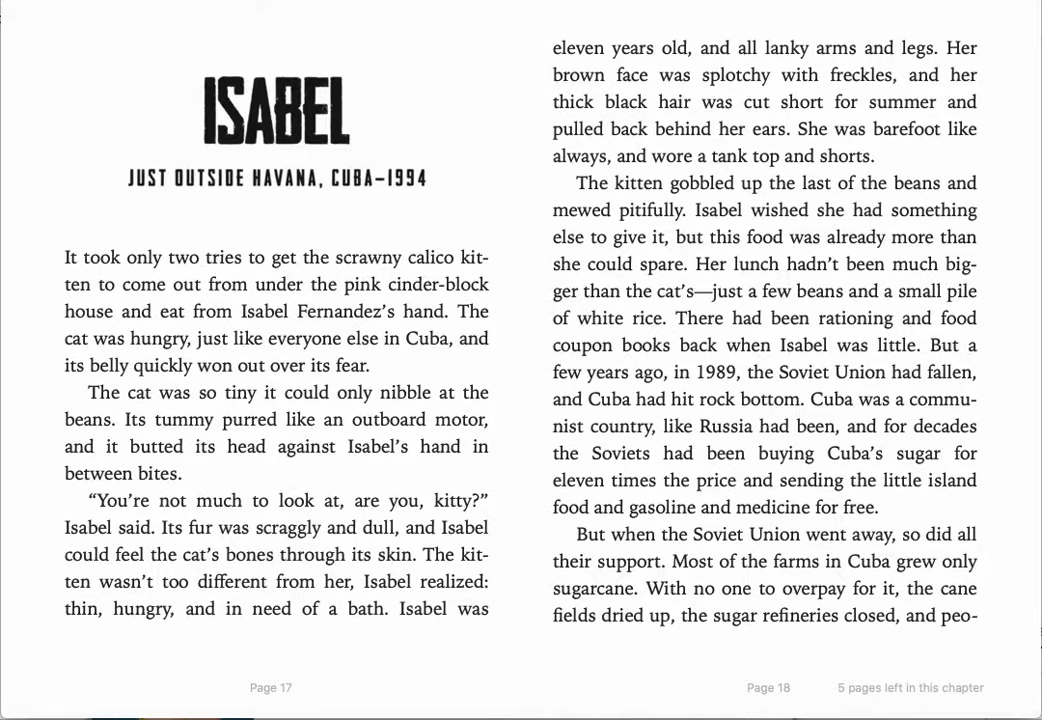 ISABEL
JUST OUTSIDE HAVANA, CUBA–1994
It took only two tries to get the scrawny calico kit-
ten to come out from under the pink cinder-block
house and eat from Isabel Fernandez’s hand. The
cat was hungry, just like everyone else in Cuba, and
its belly quickly won out over its fear.
The cat was so tiny it could only nibble at the
beans. Its tummy purred like an outboard motor,
and it butted its head against Isabel’s hand in
between bites.
“You’re not much to look at, are you, kitty?”
Isabel said. Its fur was scraggly and dull, and Isabel
could feel the cat’s bones through its skin. The kit-
ten wasn’t too different from her, Isabel realized:
thin, hungry, and in need of a bath. Isabel was
Page 17
eleven years old, and all lanky arms and legs. Her
brown face was splotchy with freckles, and her
thick black hair was cut short for summer and
pulled back behind her ears. She was barefoot like
always, and wore a tank top and shorts.
The kitten gobbled up the last of the beans and
mewed pitifully. Isabel wished she had something
else to give it, but this food was already more than
she could spare. Her lunch hadn’t been much big-
ger than the cat’s—just a few beans and a small pile
of white rice. There had been rationing and food
coupon books back when Isabel was little. But a
few years ago, in 1989, the Soviet Union had fallen,
and Cuba had hit rock bottom. Cuba was a commu-
nist country, like Russia had been, and for decades
the Soviets had been buying Cuba’s sugar for
eleven times the price and sending the little island
food and gasoline and medicine for free.
But when the Soviet Union went away, so did all
their support. Most of the farms in Cuba grew only
sugarcane. With no one to overpay for it, the cane
fields dried up, the sugar refineries closed, and peo-
Page 18
5 pages left in this chapter